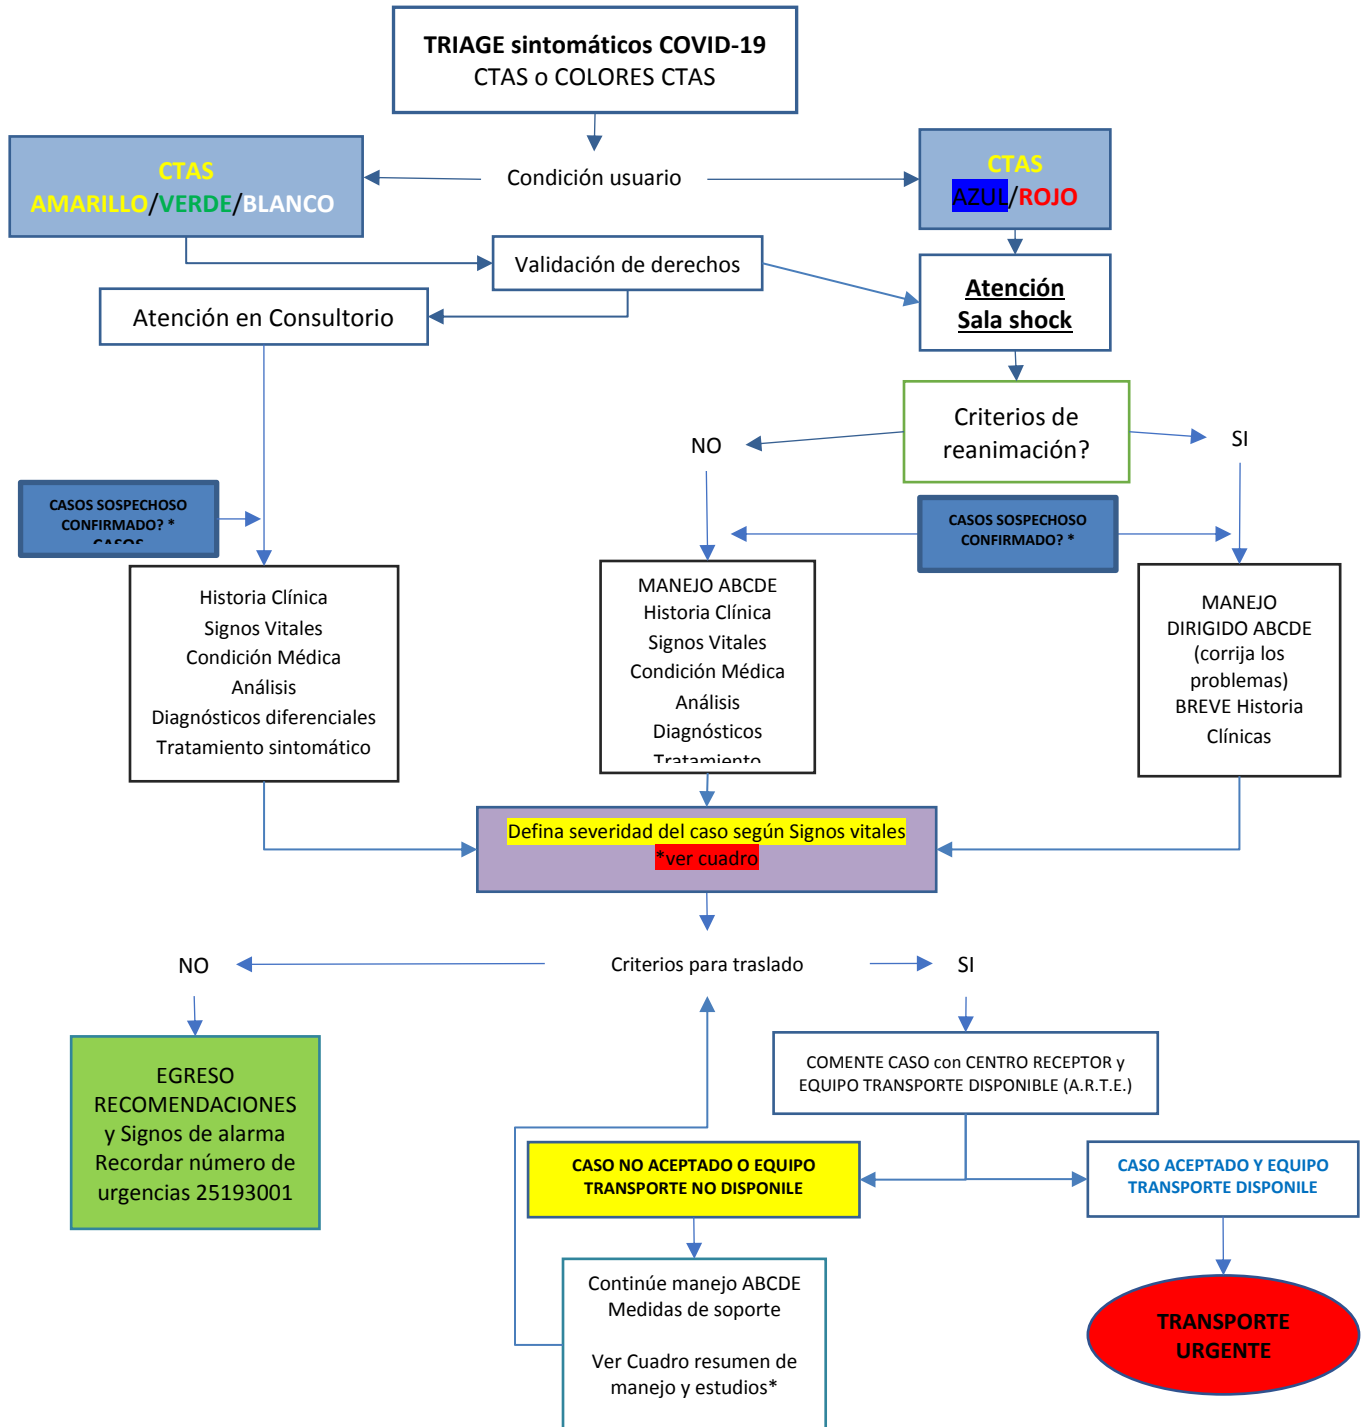 TRIAGE sintomáticos COVID-19
CTAS o COLORES CTAS
CTAS
AMARILLO/VERDE/BLANCO
Condición usuario
CTAS
AZUL/ROJO
Validación de derechos
Atención en Consultorio
Atención
Sala shock
Criterios de
reanimación?
NO
SI
CASOS SOSPECHOSO
CONFIRMADO? *
CASOS
CASOS SOSPECHOSO
CONFIRMADO? *
Historia Clínica
Signos Vitales
Condición Médica
Análisis
Diagnósticos diferenciales
Tratamiento sintomático
MANEJO ABCDE
Historia Clínica
Signos Vitales
Condición Médica
Análisis
Diagnósticos
Tratamiento
MANEJO
DIRIGIDO ABCDE
(corrija los
problemas)
BREVE Historia
Clínicas
Defina severidad del caso según Signos vitales
*ver cuadro
NO
Criterios para traslado
SI
EGRESO
RECOMENDACIONES
y Signos de alarma
Recordar número de
urgencias 25193001
COMENTE CASO con CENTRO RECEPTOR y
EQUIPO TRANSPORTE DISPONIBLE (A.R.T.E.)
CASO NO ACEPTADO O EQUIPO
TRANSPORTE NO DISPONILE
CASO ACEPTADO Y EQUIPO
TRANSPORTE DISPONILE
Continúe manejo ABCDE
Medidas de soporte
Ver Cuadro resumen de
manejo y estudios*
TRANSPORTE
URGENTE